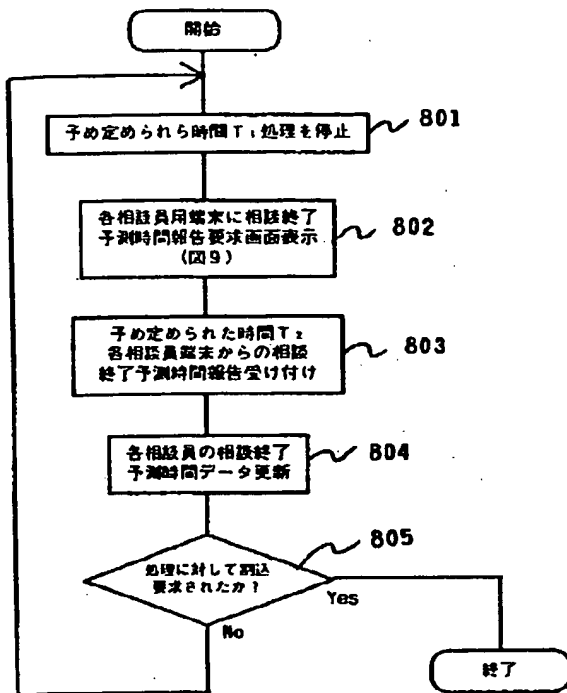 開始
予め定められら時間T₁処理を停止
801
各相談員用端末に相談終了
予測時間報告要求画面表示
(図9)
802
予め定められた時間T₂
各相談員端末からの相談
終了予測時間報告受け付け
803
各相談員の相談終了
予測時間データ更新
804
処理に対して割込
要求されたか?
805
Yes
No
終了